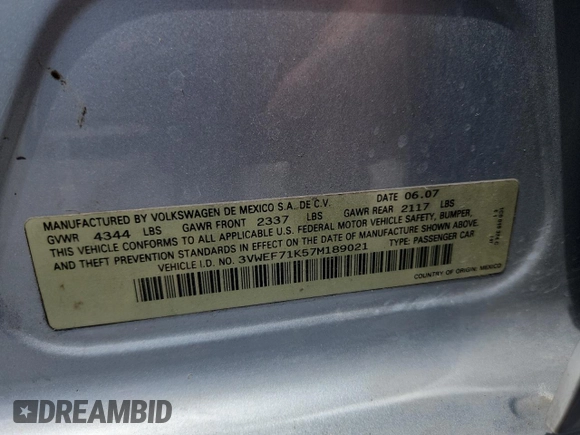 MANUFACTURED BY VOLKSWAGEN DE MEXICO S.A. DE C.V. DATE 06.07
GVWR 4344 LBS GAWR FRONT 2337 LBS GAWR REAR 2117 LBS
THIS VEHICLE CONFORMS TO ALL APPLICABLE U.S. FEDERAL MOTOR VEHICLE SAFETY, BUMPER,
AND THEFT PREVENTION STANDARDS IN EFFECT ON THE DATE OF MANUFACTURE SHOWN ABOVE.
VEHICLE I.D. NO. 3VWEF71K57M189021 TYPE: PASSENGER CAR
COUNTRY OF ORIGIN: MEXICO
DREAMBID